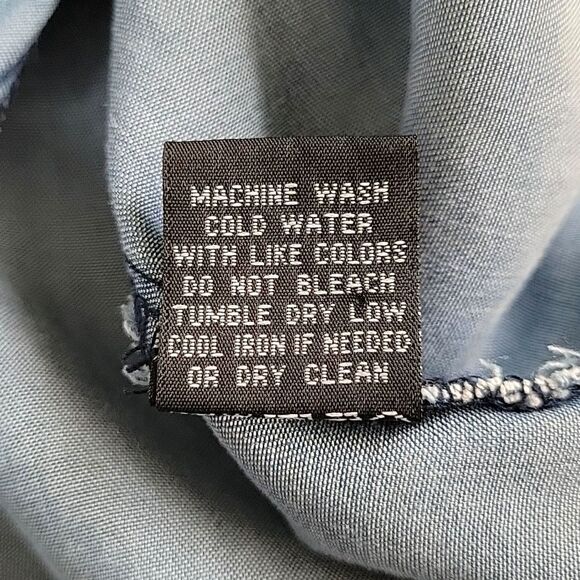 MACHINE WASH
COLD WATER
WITH LIKE COLORS
DO NOT BLEACH
TUMBLE DRY LOW
COOL IRON IF NEEDED
OR DRY CLEAN